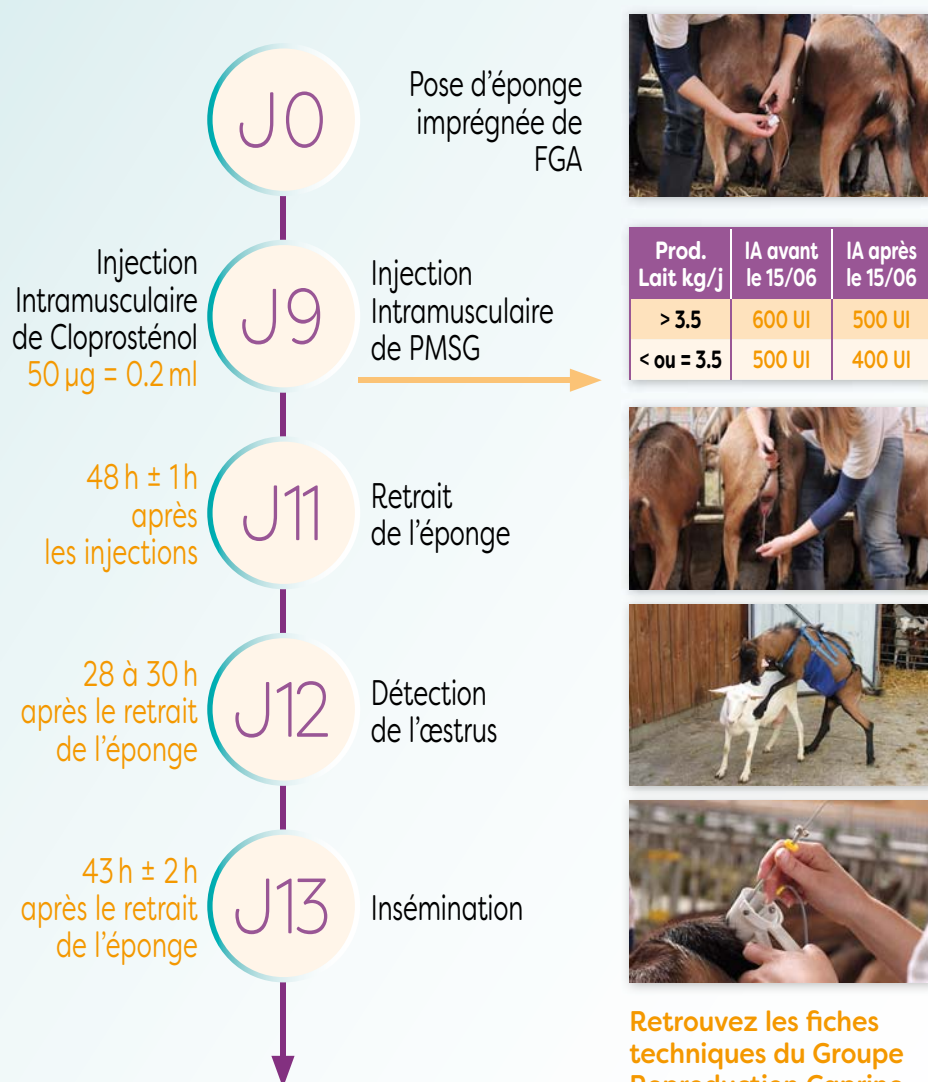 J0
Pose d'éponge
imprégnée de
FGA
Injection
Intramusculaire
de Cloprosténol
50 µg = 0.2 ml
J9
Injection
Intramusculaire
de PMSG
Prod. Lait kg/j | IA avant le 15/06 | IA après le 15/06
> 3.5 | 600 UI | 500 UI
< ou = 3.5 | 500 UI | 400 UI
48 h ± 1 h
après
les injections
J11
Retrait
de l'éponge
28 à 30 h
après le retrait
de l'éponge
J12
Détection
de l'œstrus
43 h ± 2 h
après le retrait
de l'éponge
J13
Insémination
Retrouvez les fiches
techniques du Groupe
Reproduction Caprine